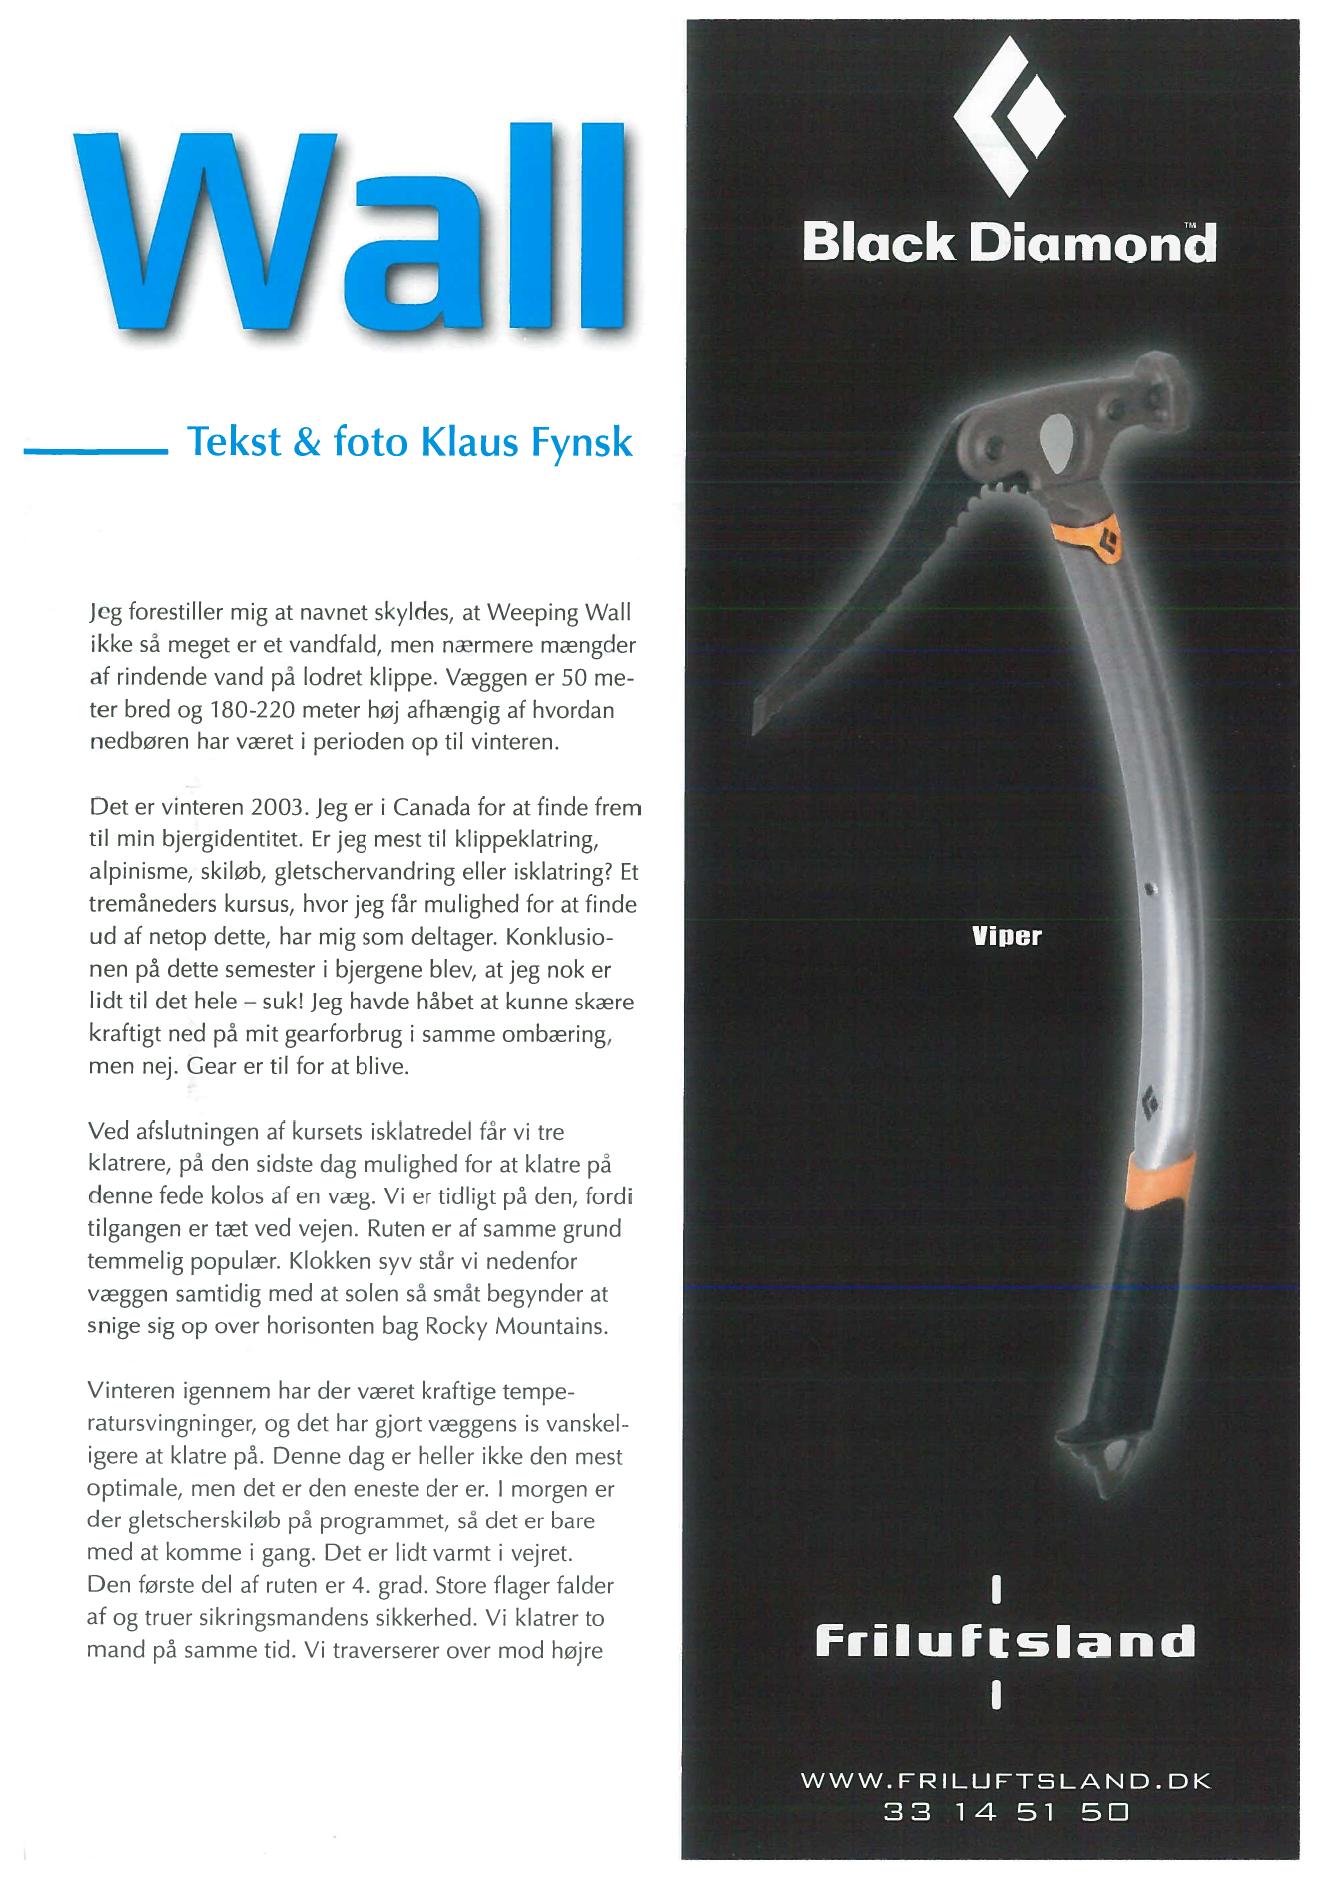 Wall
Tekst & foto Klaus Fynsk
Jeg forestiller mig at navnet skyldes, at Weeping Wall
ikke så meget er et vandfald, men nærmere mængder
af rindende vand på lodret klippe. Væggen er 50 me-
ter bred og 180-220 meter høj afhængig af hvordan
nedbøren har været i perioden op til vinteren.
Det er vinteren 2003. Jeg er i Canada for at finde frem
til min bjergidentitet. Er jeg mest til klippeklatring,
alpinisme, skiløb, gletschervandring eller isklatring? Et
tremåneders kursus, hvor jeg får mulighed for at finde
ud af netop dette, har mig som deltager. Konklusio-
nen på dette semester i bjergene blev, at jeg nok er
lidt til det hele – suk! Jeg havde håbet at kunne skære
kraftigt ned på mit gearforbrug i samme ombæring,
men nej. Gear er til for at blive.
Ved afslutningen af kursets isklatredel får vi tre
klatrere, på den sidste dag mulighed for at klatre på
denne fede kolos af en væg. Vi er tidligt på den, fordi
tilgangen er tæt ved vejen. Ruten er af samme grund
temmelig populær. Klokken syv står vi nedenfor
væggen samtidig med at solen så småt begynder at
snige sig op over horisonten bag Rocky Mountains.
Vinteren igennem har der været kraftige tempe-
ratursvingninger, og det har gjort væggens is vanskel-
igere at klatre på. Denne dag er heller ikke den mest
optimale, men det er den eneste der er. I morgen er
der gletscherskiløb på programmet, så det er bare
med at komme i gang. Det er lidt varmt i vejret.
Den første del af ruten er 4. grad. Store flager falder
af og truer sikringsmandens sikkerhed. Vi klatrer to
mand på samme tid. Vi traverserer over mod højre
Black Diamond™
Viper
Friluftsland
WWW.FRILUFTSLAND.DK
33 14 51 50